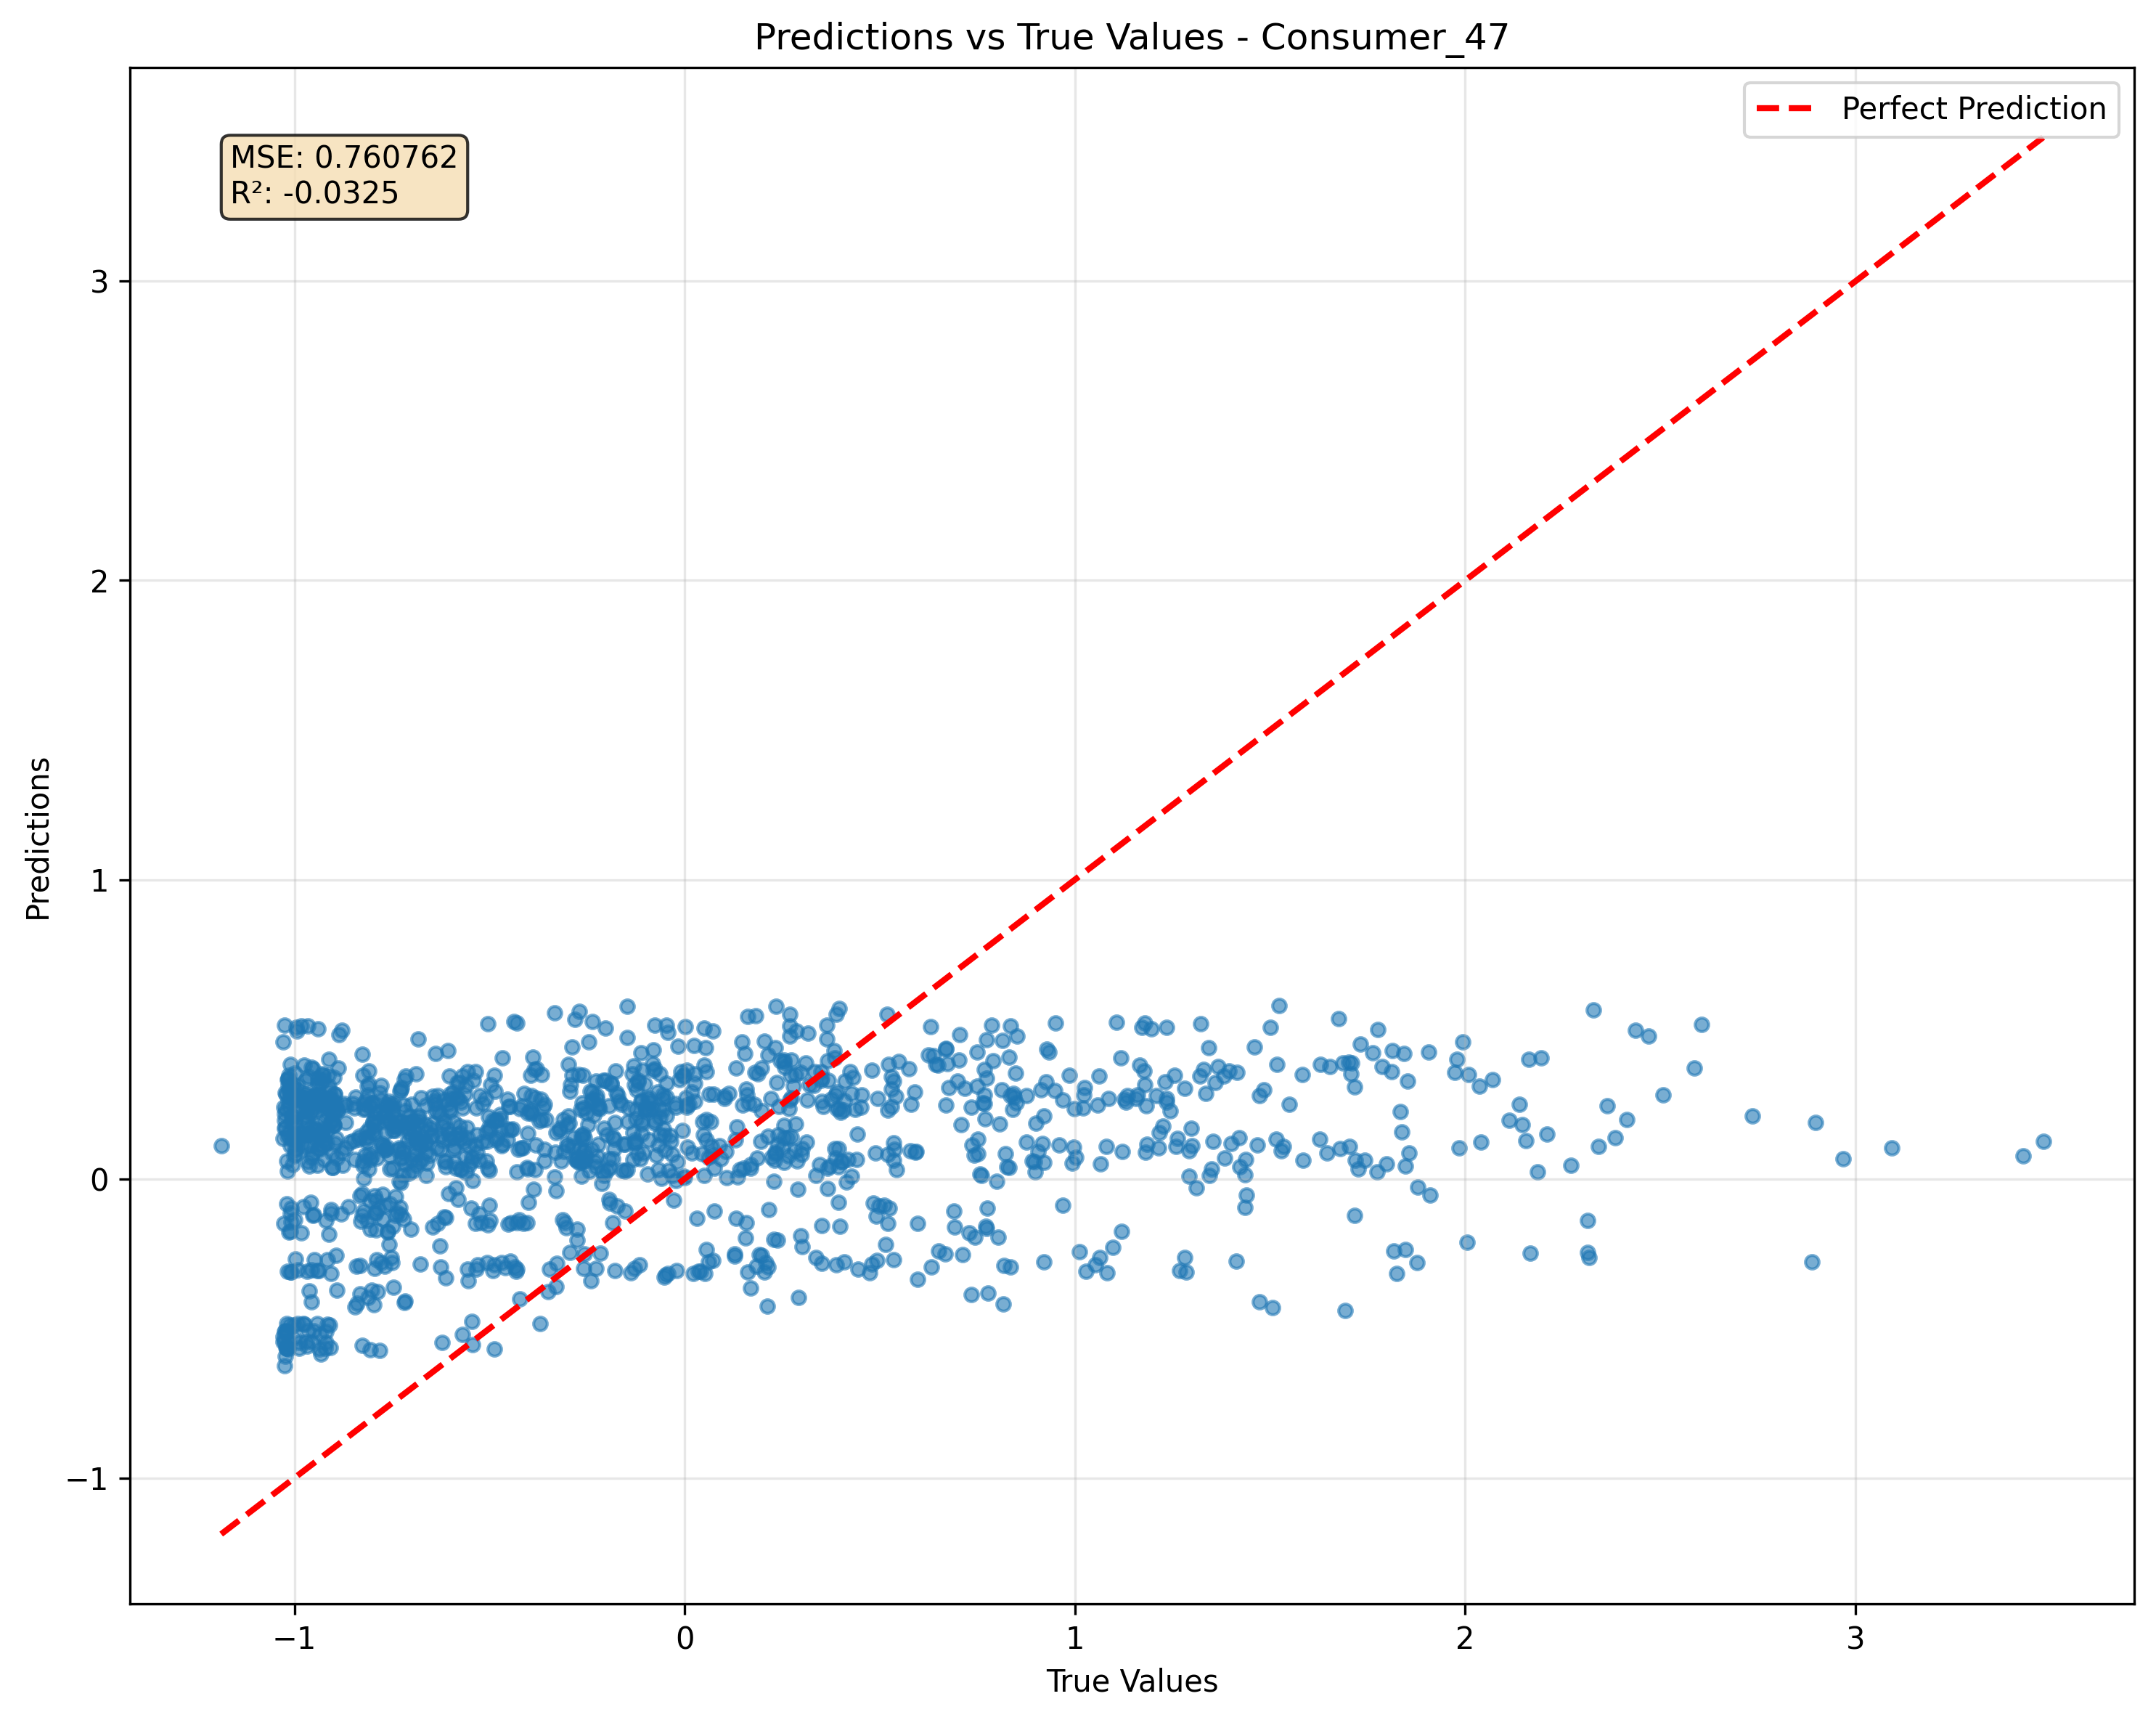 Predictions vs True Values - Consumer_47
Perfect Prediction
MSE: 0.760762
R²: -0.0325
3
2
1
0
−1
Predictions
−1
0
1
2
3
True Values